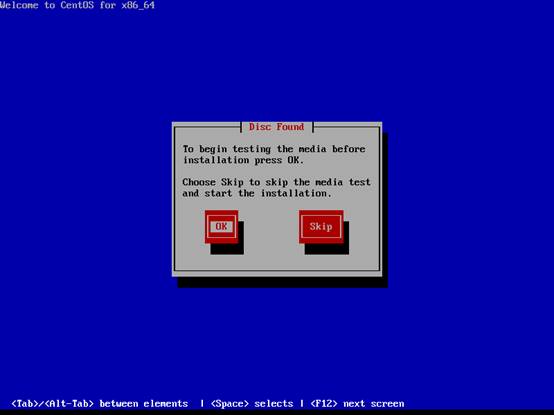 Welcome to CentOS for x86_64
Disc Found
To begin testing the media before
installation press OK.
Choose Skip to skip the media test
and start the installation.
OK Skip
<Tab>/<Alt-Tab> between elements | <Space> selects | <F12> next screen